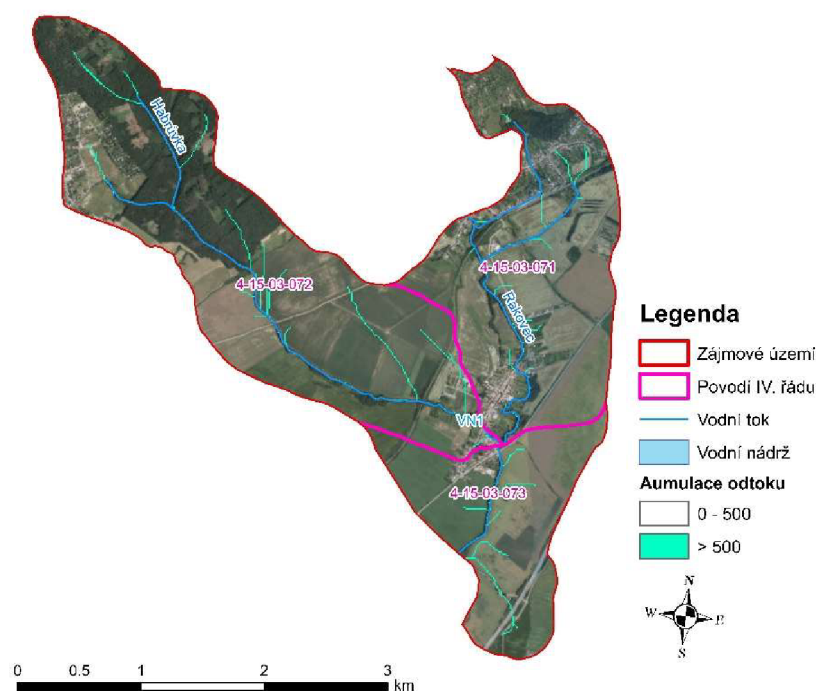 Habrůvka
4-15-03-071
4-15-03-072
Rakovec
VN1
4-15-03-073
Legenda
Zájmové území
Povodí IV. řádu
Vodní tok
Vodní nádrž
Aumulace odtoku
0 - 500
> 500
N
W E
S
0 0.5 1 2 3
km